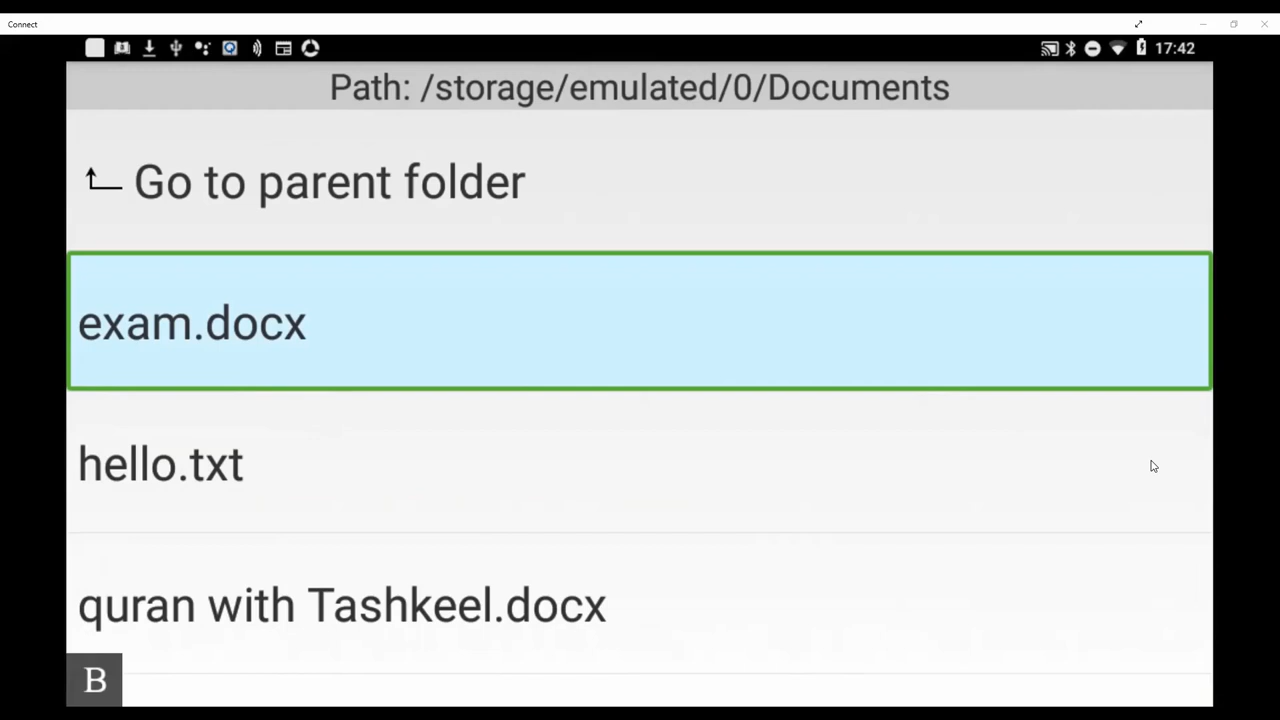 Connect
17:42
Path: /storage/emulated/0/Documents
Go to parent folder
exam.docx
hello.txt
quran with Tashkeel.docx
B